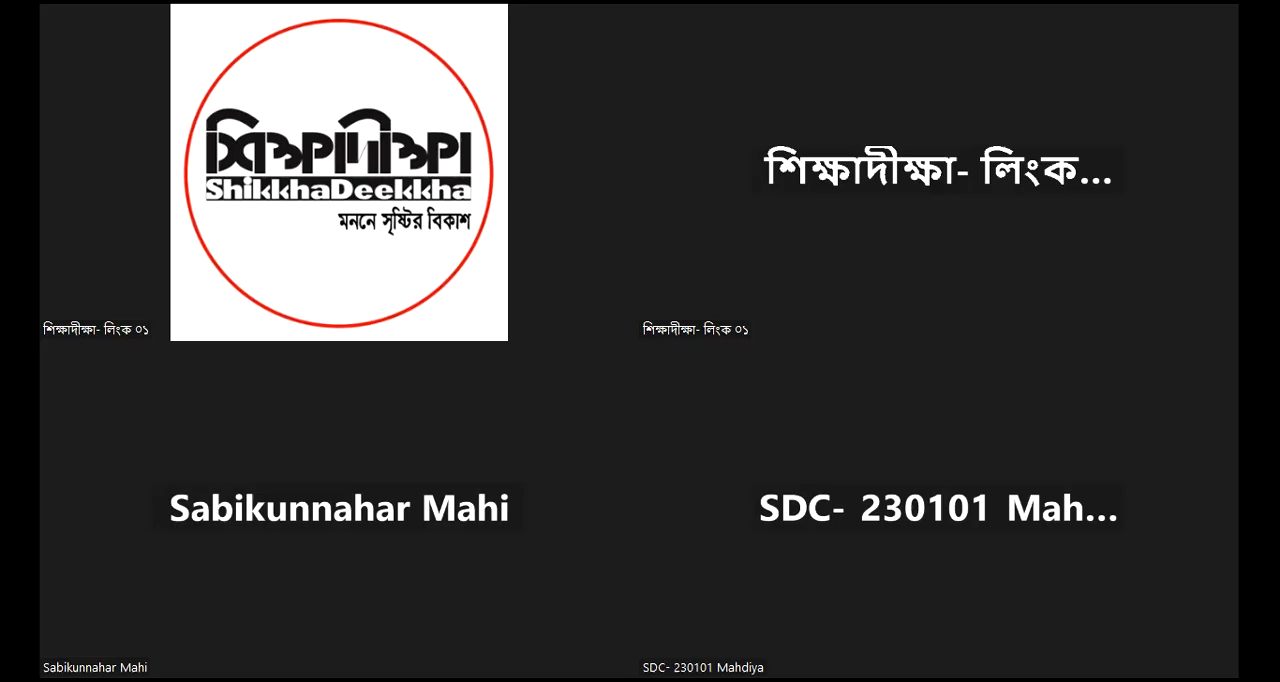 শিক্ষাদীক্ষা
ShikkhaDeekkha
মননে সৃষ্টির বিকাশ
শিক্ষাদীক্ষা- লিংক ০১
শিক্ষাদীক্ষা- লিংক...
শিক্ষাদীক্ষা- লিংক ০১
Sabikunnahar Mahi
Sabikunnahar Mahi
SDC- 230101 Mah...
SDC- 230101 Mahdiya